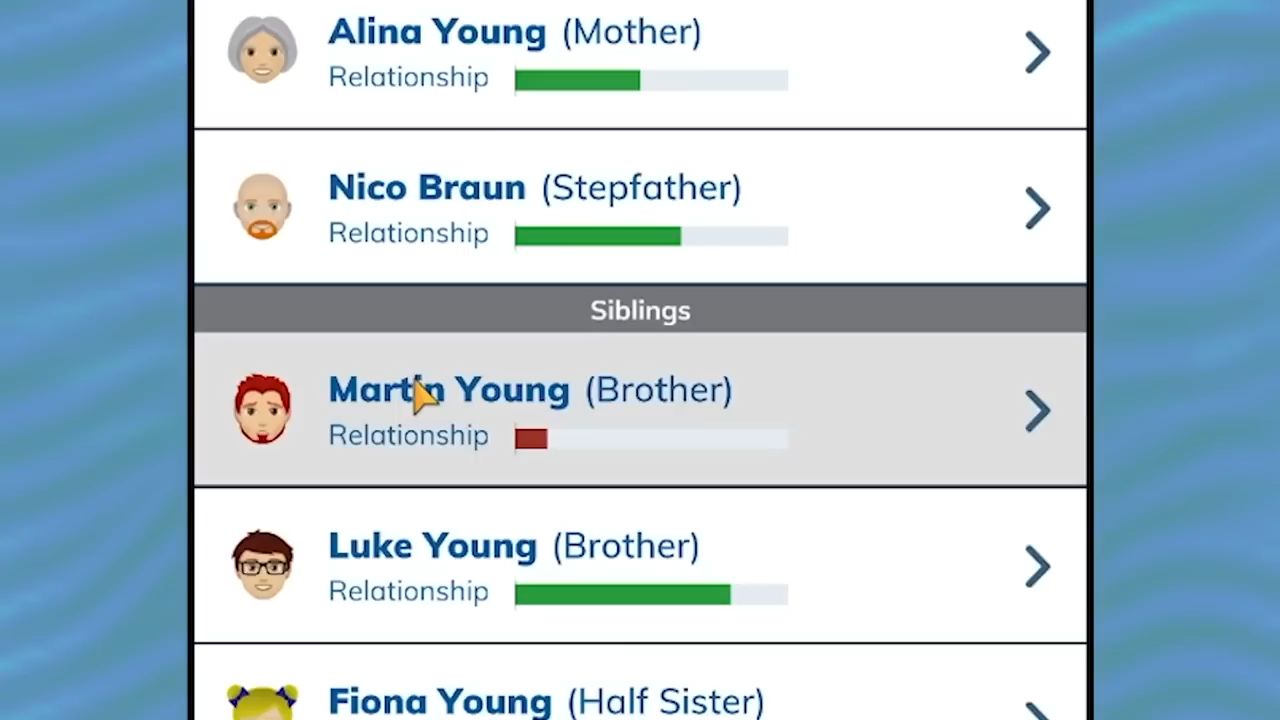 Alina Young (Mother)
Relationship
Nico Braun (Stepfather)
Relationship
Siblings
Martin Young (Brother)
Relationship
Luke Young (Brother)
Relationship
Fiona Young (Half Sister)